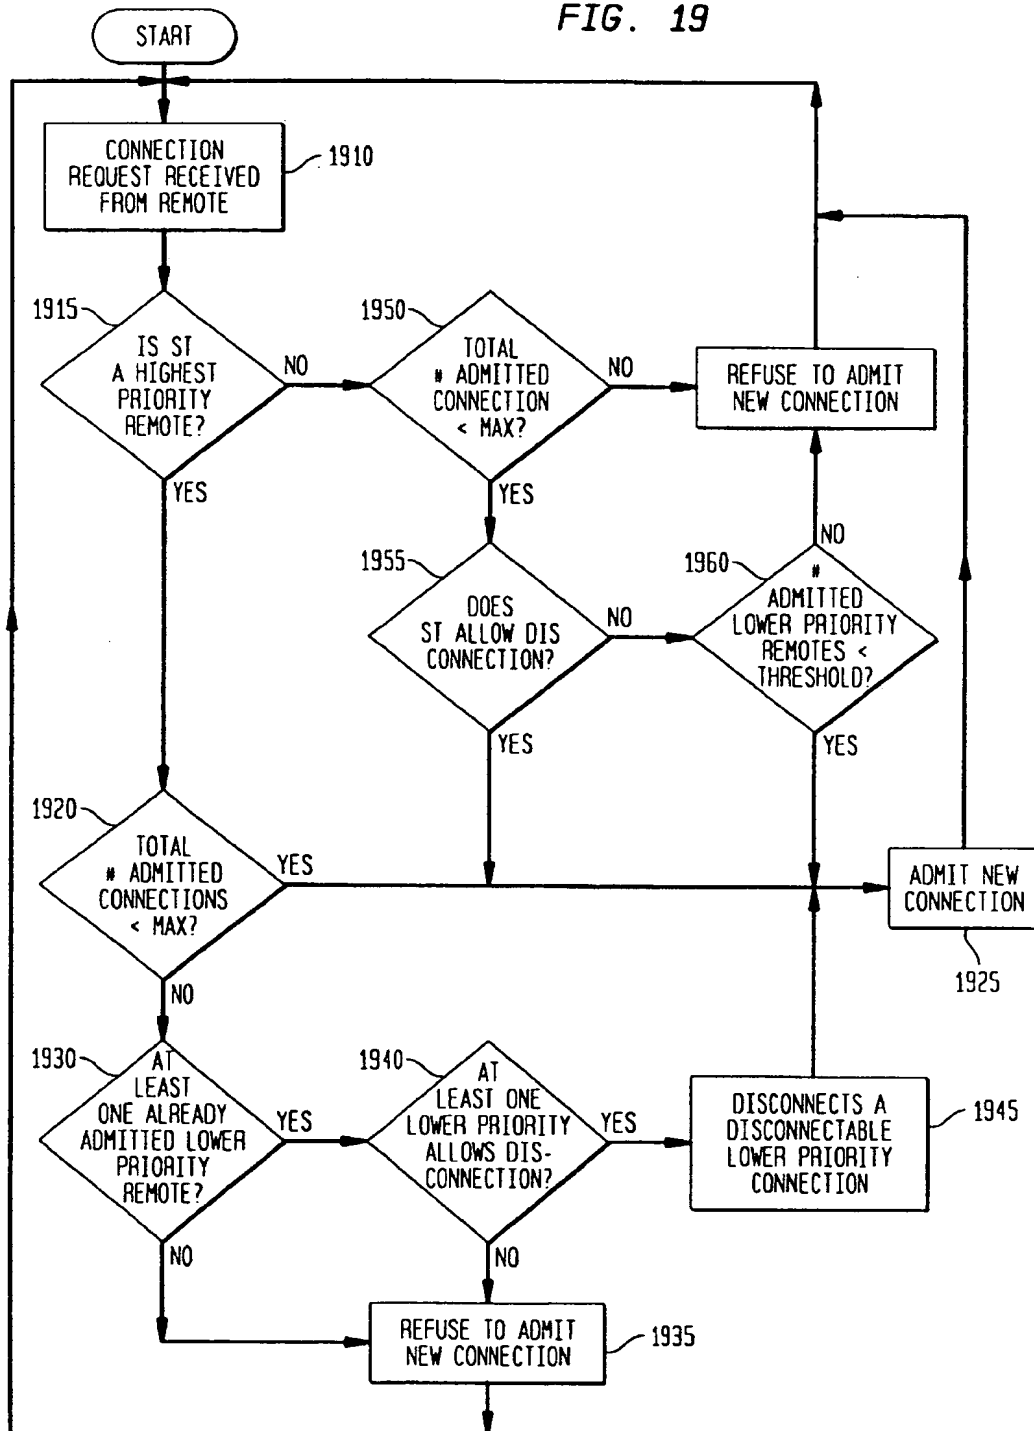 FIG. 19
START
CONNECTION
REQUEST RECEIVED
FROM REMOTE
1910
1915
IS ST
A HIGHEST
PRIORITY
REMOTE?
NO
YES
1950
TOTAL
# ADMITTED
CONNECTION
< MAX?
NO
YES
REFUSE TO ADMIT
NEW CONNECTION
1955
DOES
ST ALLOW DIS
CONNECTION?
NO
YES
1960
NO
#
ADMITTED
LOWER PRIORITY
REMOTES <
THRESHOLD?
YES
1920
TOTAL
# ADMITTED
CONNECTIONS
< MAX?
YES
NO
ADMIT NEW
CONNECTION
1925
1930
AT
LEAST
ONE ALREADY
ADMITTED LOWER
PRIORITY
REMOTE?
YES
NO
1940
AT
LEAST ONE
LOWER PRIORITY
ALLOWS DIS-
CONNECTION?
YES
NO
DISCONNECTS A
DISCONNECTABLE
LOWER PRIORITY
CONNECTION
1945
REFUSE TO ADMIT
NEW CONNECTION
1935